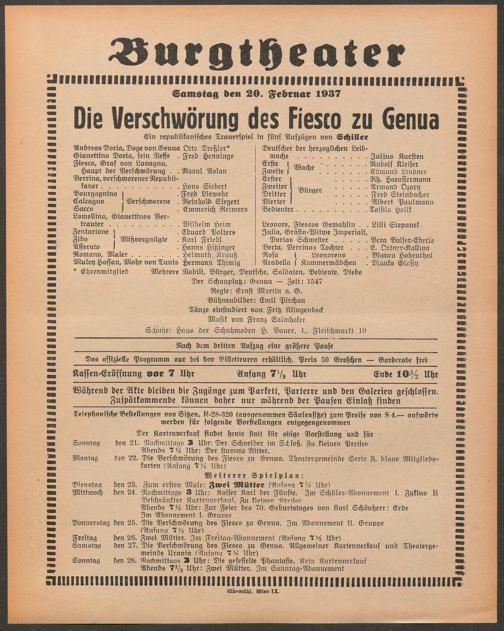 Burgtheater
Samstag den 20. Februar 1937
Die Verschwörung des Fiesco zu Genua
Ein republikanisches Trauerspiel in fünf Aufzügen von Schiller
Andreas Doria, Doge von Genua Otto Treßler*
Gianettino Doria, sein Neffe . Fred Hennings
Fiesco, Graf von Lavagna,
Haupt der Verschwörung . . Raoul Aslan
Verrina, verschworener Republi-
kaner . . . . . . . . Hans Siebert
Bourgognino } Verschworene . Fred Liewehr
Calcagno } Verschworene . Reinhold Siegert
Sacco } Verschworene . Emmerich Reimers
Lomellino, Gianettinos Ver-
trauter . . . . . . . Wilhelm Heim
Zenturione } Mißvergnügte . Eduard Volters
Zibo } Mißvergnügte . Karl Friedl
Asserato } Mißvergnügte . Hanns Hitzinger
Romano, Maler . . . . . Helmuth Krauß
Muley Hassan, Mohr von Tunis Hermann Thimig
Deutscher der herzoglichen Leib-
wache . . . . . . . . Julius Karsten
Erste } Wache . . . . . Rudolf Kleiser
Zweite } Wache . . . . . Edmund Lindner
Erster } Bürger . . . . Rh. Haeussermann
Zweiter } Bürger . . . . Armand Ozory
Dritter } Bürger . . . . Fred Steinbacher
Vierter } Bürger . . . . Albert Paulmann
Bedienter . . . . . . . Tassilo Holik
Leonore, Fiescos Gemahlin . . Lilli Stepanek
Julia, Gräfin-Witwe Imperiali,
Dorias Schwester . . . . Vera Balser-Eberle
Berta, Verrinas Tochter . . . E. Ortner-Kallina
Rosa } Leonorens . . . Blanka Hohenthal
Arabella } Kammermädchen . Blanka Glossy
* Ehrenmitglied Mehrere Nobili, Bürger, Deutsche, Soldaten, Bediente, Diebe
Der Schauplatz: Genua — Zeit: 1547
Regie: Ernst Martin a. G.
Bühnenbilder: Emil Pirchan
Tänze einstudiert von Fritz Klingenbeck
Musik von Franz Salmhofer
Schuhe: Haus der Schuhmoden H. Bauer, I., Fleischmarkt 10
Nach dem dritten Aufzug eine größere Pause
Das offizielle Programm nur bei den Billetteuren erhältlich. Preis 50 Groschen — Garderobe frei
Kassen-Eröffnung vor 7 Uhr Anfang 7½ Uhr Ende 10¾ Uhr
Während der Akte bleiben die Zugänge zum Parkett, Parterre und den Galerien geschlossen.
Zuspätkommende können daher nur während der Pausen Einlaß finden
Telephonische Bestellungen von Sitzen, R-28-320 (ausgenommen Säulensitze) zum Preise von S 4.— aufwärts
werden für folgende Vorstellungen entgegengenommen
Der Kartenverkauf findet heute statt für obige Vorstellung und für
Sonntag den 21. Nachmittags 3 Uhr: Der Schneider im Schloß. Zu kleinen Preisen
Abends 7½ Uhr: Der stumme Ritter.
Montag den 22. Die Verschwörung des Fiesco zu Genua. Theatergemeinde Serie B, blaue Mitglieds-
karten (Anfang 7½ Uhr)
Weiterer Spielplan:
Dienstag den 23. Zum ersten Male: Zwei Mütter (Anfang 7½ Uhr)
Mittwoch den 24. Nachmittags 3 Uhr: Kaiser Karl der Fünfte. Im Schüler-Abonnement I. Zyklus B
Beschränkter Kartenverkauf. Zu kleinen Preisen
Abends 7½ Uhr: Zur Feier des 70. Geburtstages von Karl Schönherr: Erde
Im Abonnement I. Gruppe
Donnerstag den 25. Die Verschwörung des Fiesco zu Genua. Im Abonnement II. Gruppe
(Anfang 7½ Uhr)
Freitag den 26. Zwei Mütter. Im Freitag-Abonnement (Anfang 7½ Uhr)
Samstag den 27. Die Verschwörung des Fiesco zu Genua. Allgemeiner Kartenverkauf und Theaterge-
meinde Urania (Anfang 7½ Uhr)
Sonntag den 28. Nachmittags 3 Uhr: Die gefesselte Phantasie. Kein Kartenverkauf
Abends 7½ Uhr: Zwei Mütter. Im Sonntag-Abonnement
Elbemühl, Wien IX.